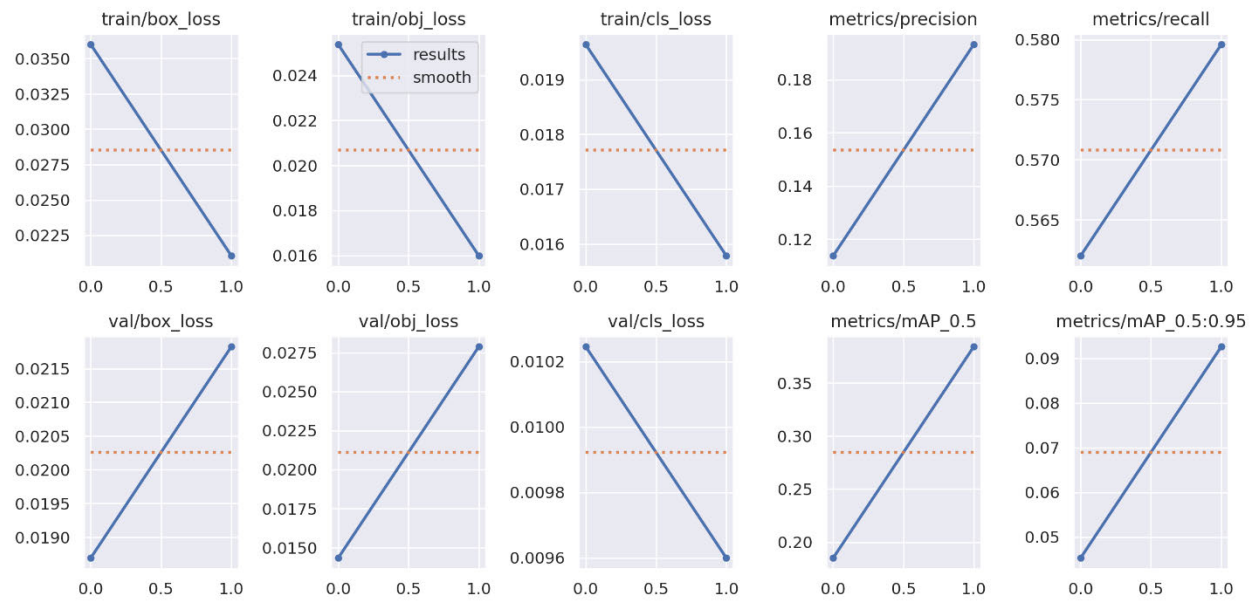 train/box_loss
0.0350
0.0325
0.0300
0.0275
0.0250
0.0225
0.0 0.5 1.0
train/obj_loss
results
smooth
0.024
0.022
0.020
0.018
0.016
0.0 0.5 1.0
train/cls_loss
0.019
0.018
0.017
0.016
0.0 0.5 1.0
metrics/precision
0.18
0.16
0.14
0.12
0.0 0.5 1.0
metrics/recall
0.580
0.575
0.570
0.565
0.0 0.5 1.0
val/box_loss
0.0215
0.0210
0.0205
0.0200
0.0195
0.0190
0.0 0.5 1.0
val/obj_loss
0.0275
0.0250
0.0225
0.0200
0.0175
0.0150
0.0 0.5 1.0
val/cls_loss
0.0102
0.0100
0.0098
0.0096
0.0 0.5 1.0
metrics/mAP_0.5
0.35
0.30
0.25
0.20
0.0 0.5 1.0
metrics/mAP_0.5:0.95
0.09
0.08
0.07
0.06
0.05
0.0 0.5 1.0